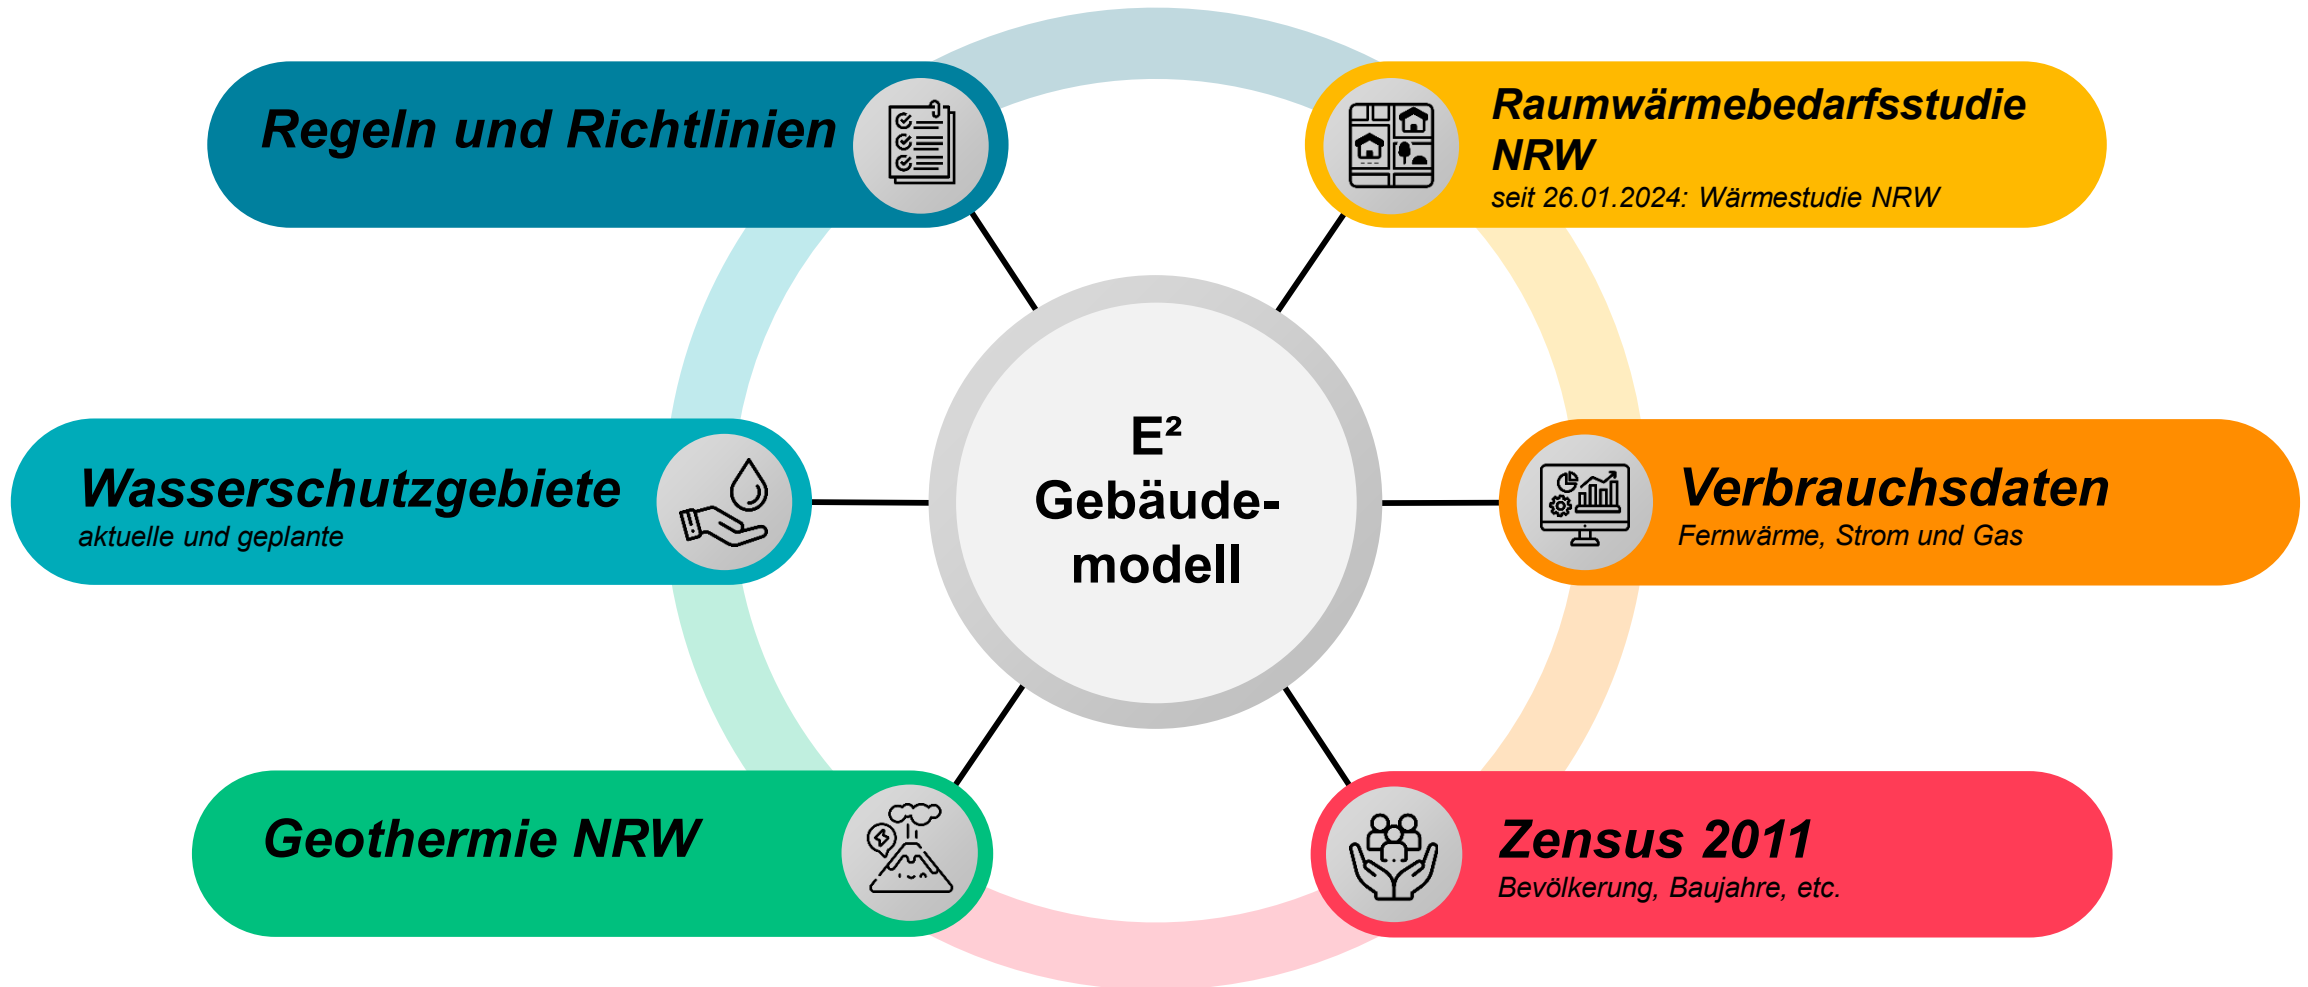 Regeln und Richtlinien
Raumwärmebedarfsstudie
NRW
seit 26.01.2024: Wärmestudie NRW
Wasserschutzgebiete
aktuelle und geplante
E²
Gebäude-
modell
Verbrauchsdaten
Fernwärme, Strom und Gas
Geothermie NRW
Zensus 2011
Bevölkerung, Baujahre, etc.